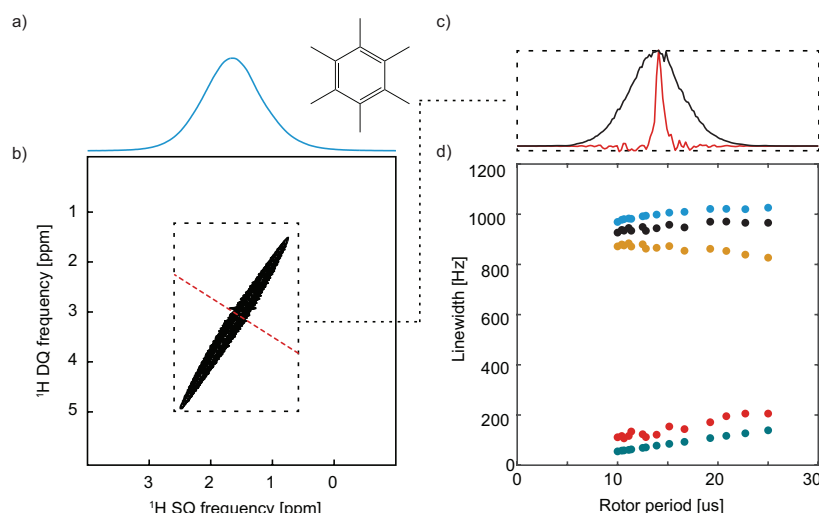 a)
c)
b)
1
2
3
4
5
¹H DQ frequency [ppm]
3
2
1
0
¹H SQ frequency [ppm]
d)
1200
1000
800
600
400
200
0
Linewidth [Hz]
0
10
20
30
Rotor period [us]